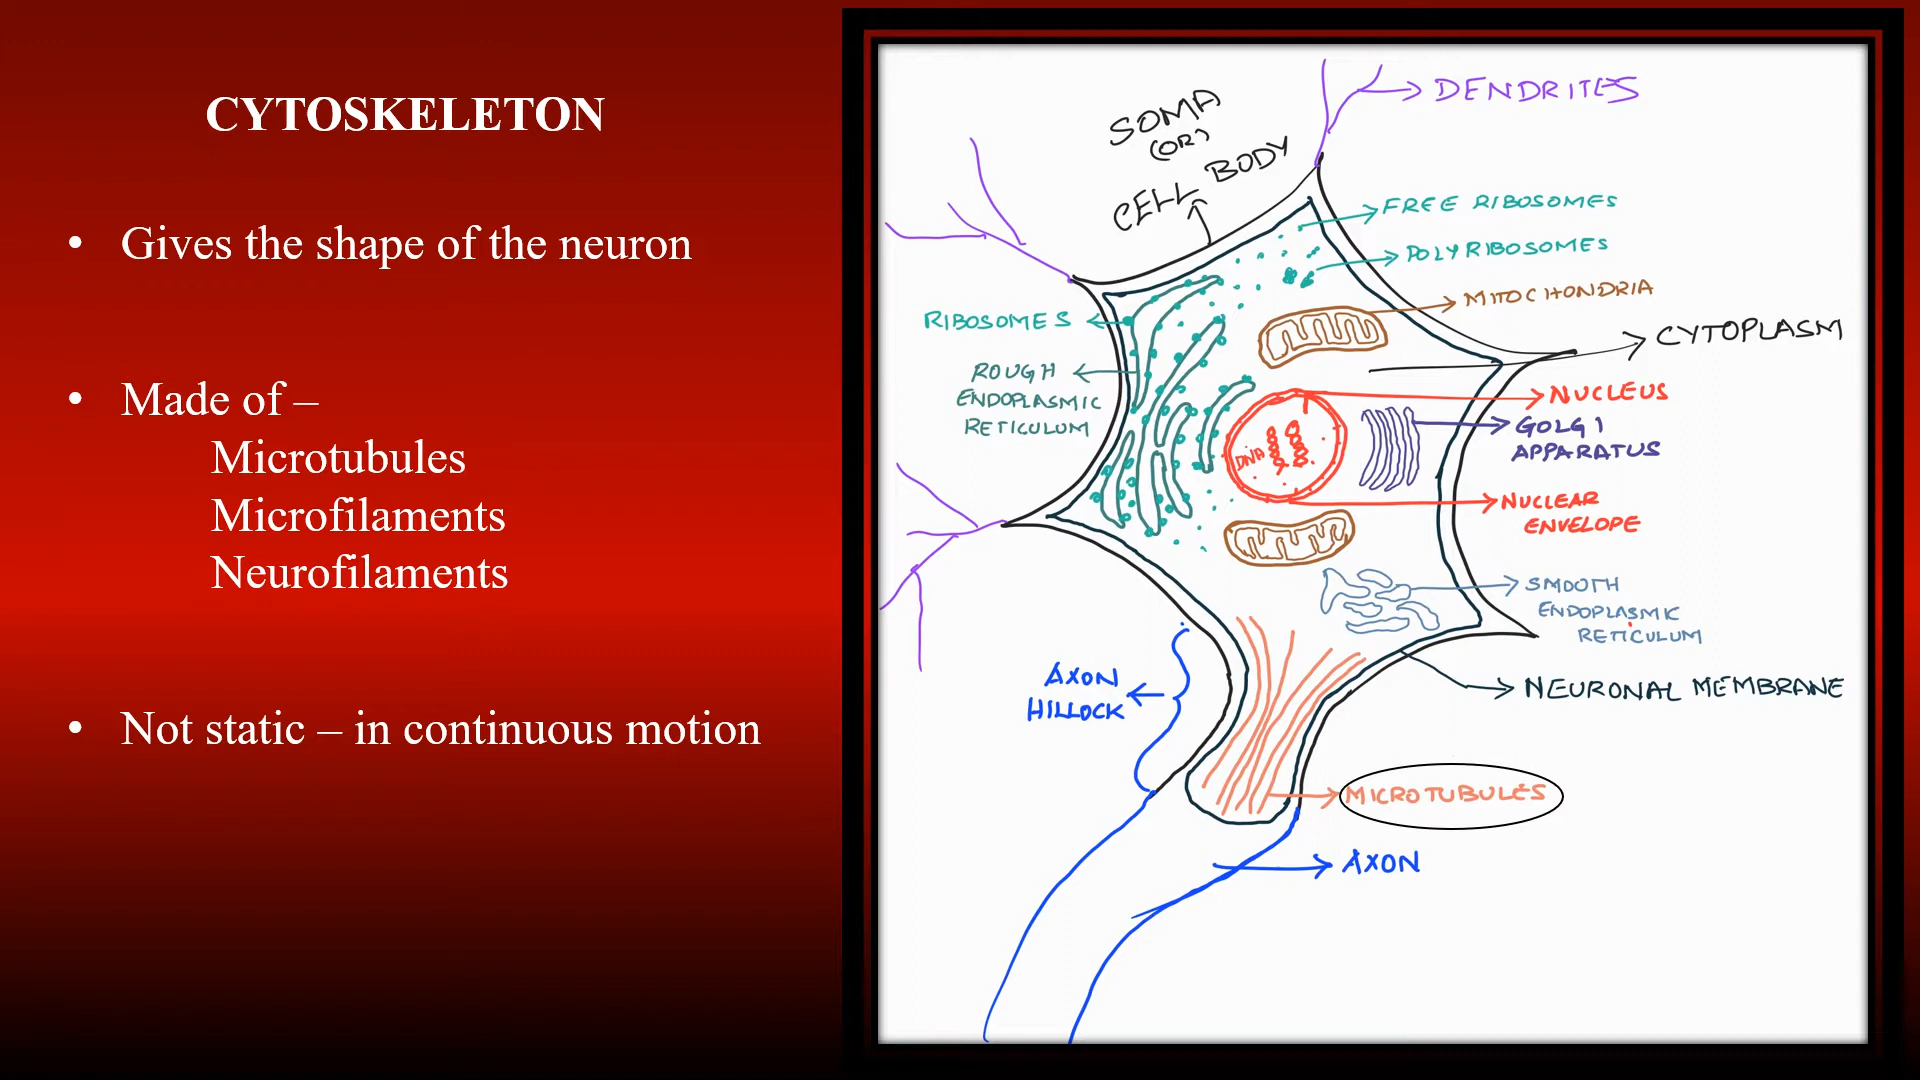 CYTOSKELETON
• Gives the shape of the neuron
• Made of –
Microtubules
Microfilaments
Neurofilaments
• Not static – in continuous motion
DENDRITES
SOMA
(OR)
CELL BODY
FREE RIBOSOMES
POLYRIBOSOMES
MITOCHONDRIA
RIBOSOMES
CYTOPLASM
ROUGH
ENDOPLASMIC
RETICULUM
NUCLEUS
GOLGI
APPARATUS
DNA
NUCLEAR
ENVELOPE
SMOOTH
ENDOPLASMIC
RETICULUM
AXON
HILLOCK
NEURONAL MEMBRANE
MICROTUBULES
AXON